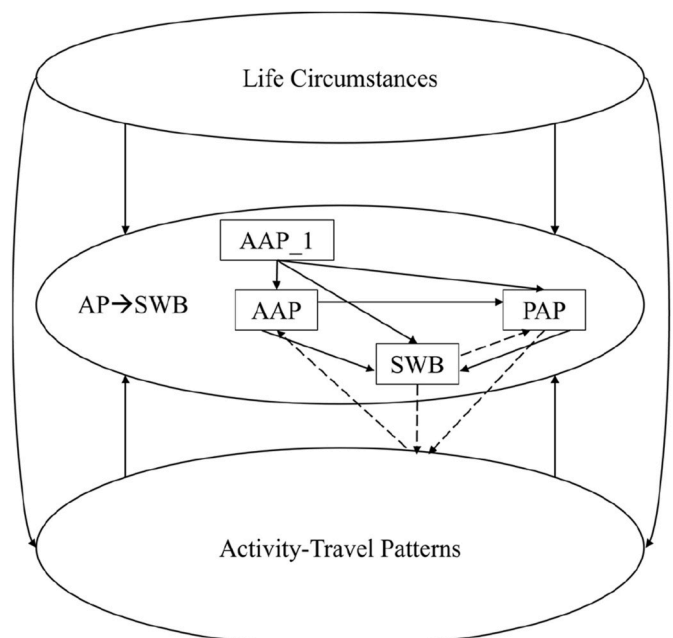 Life Circumstances
AAP_1
AP→SWB
AAP
PAP
SWB
Activity-Travel Patterns